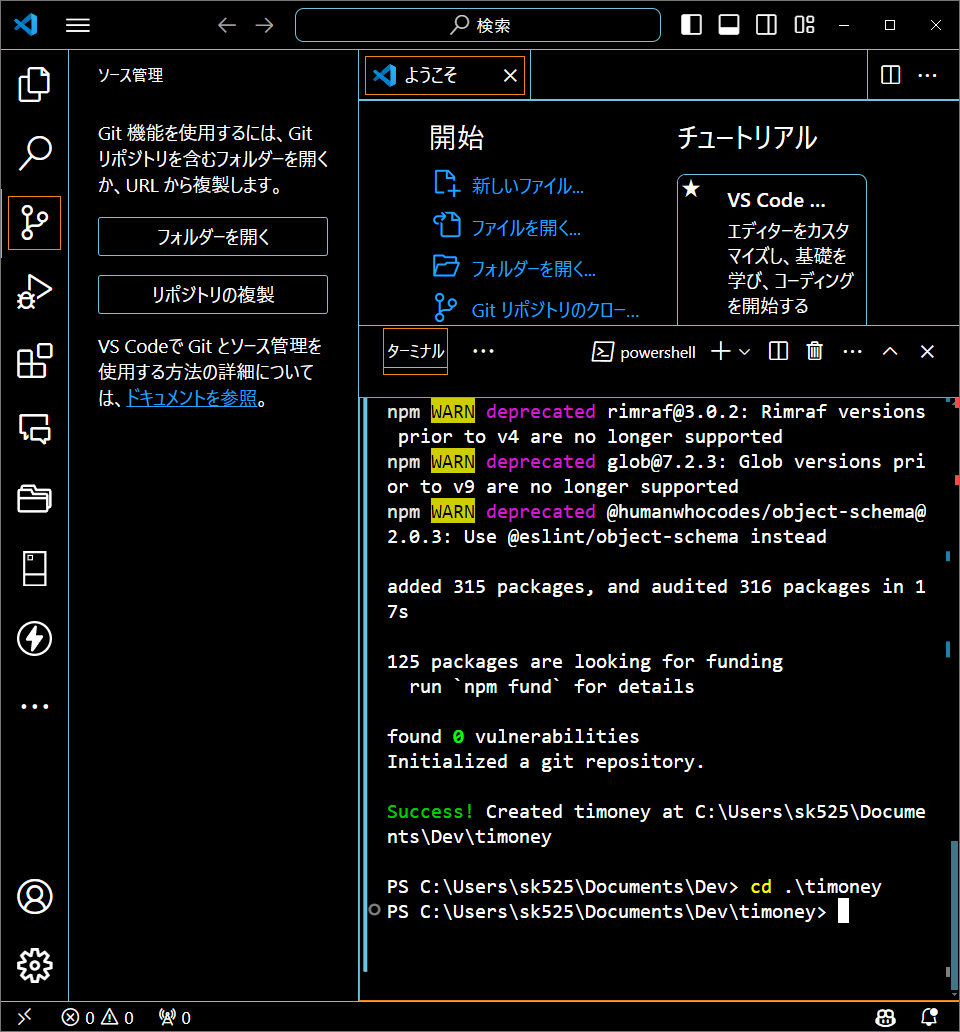 検索
ソース管理
Git 機能を使用するには、Git
リポジトリを含むフォルダーを開く
か、URL から複製します。
フォルダーを開く
リポジトリの複製
VS Codeで Git とソース管理を
使用する方法の詳細について
は、ドキュメントを参照。
ようこそ
開始
新しいファイル...
ファイルを開く...
フォルダーを開く...
Git リポジトリのクロー...
チュートリアル
VS Code ...
エディターをカスタ
マイズし、基礎を
学び、コーディング
を開始する
ターミナル
powershell
npm WARN deprecated rimraf@3.0.2: Rimraf versions
prior to v4 are no longer supported
npm WARN deprecated glob@7.2.3: Glob versions pri
or to v9 are no longer supported
npm WARN deprecated @humanwhocodes/object-schema@
2.0.3: Use @eslint/object-schema instead
added 315 packages, and audited 316 packages in 1
7s
125 packages are looking for funding
run `npm fund` for details
found 0 vulnerabilities
Initialized a git repository.
Success! Created timoney at C:\Users\sk525\Docume
nts\Dev\timoney
PS C:\Users\sk525\Documents\Dev> cd .\timoney
PS C:\Users\sk525\Documents\Dev\timoney>
0 0 0